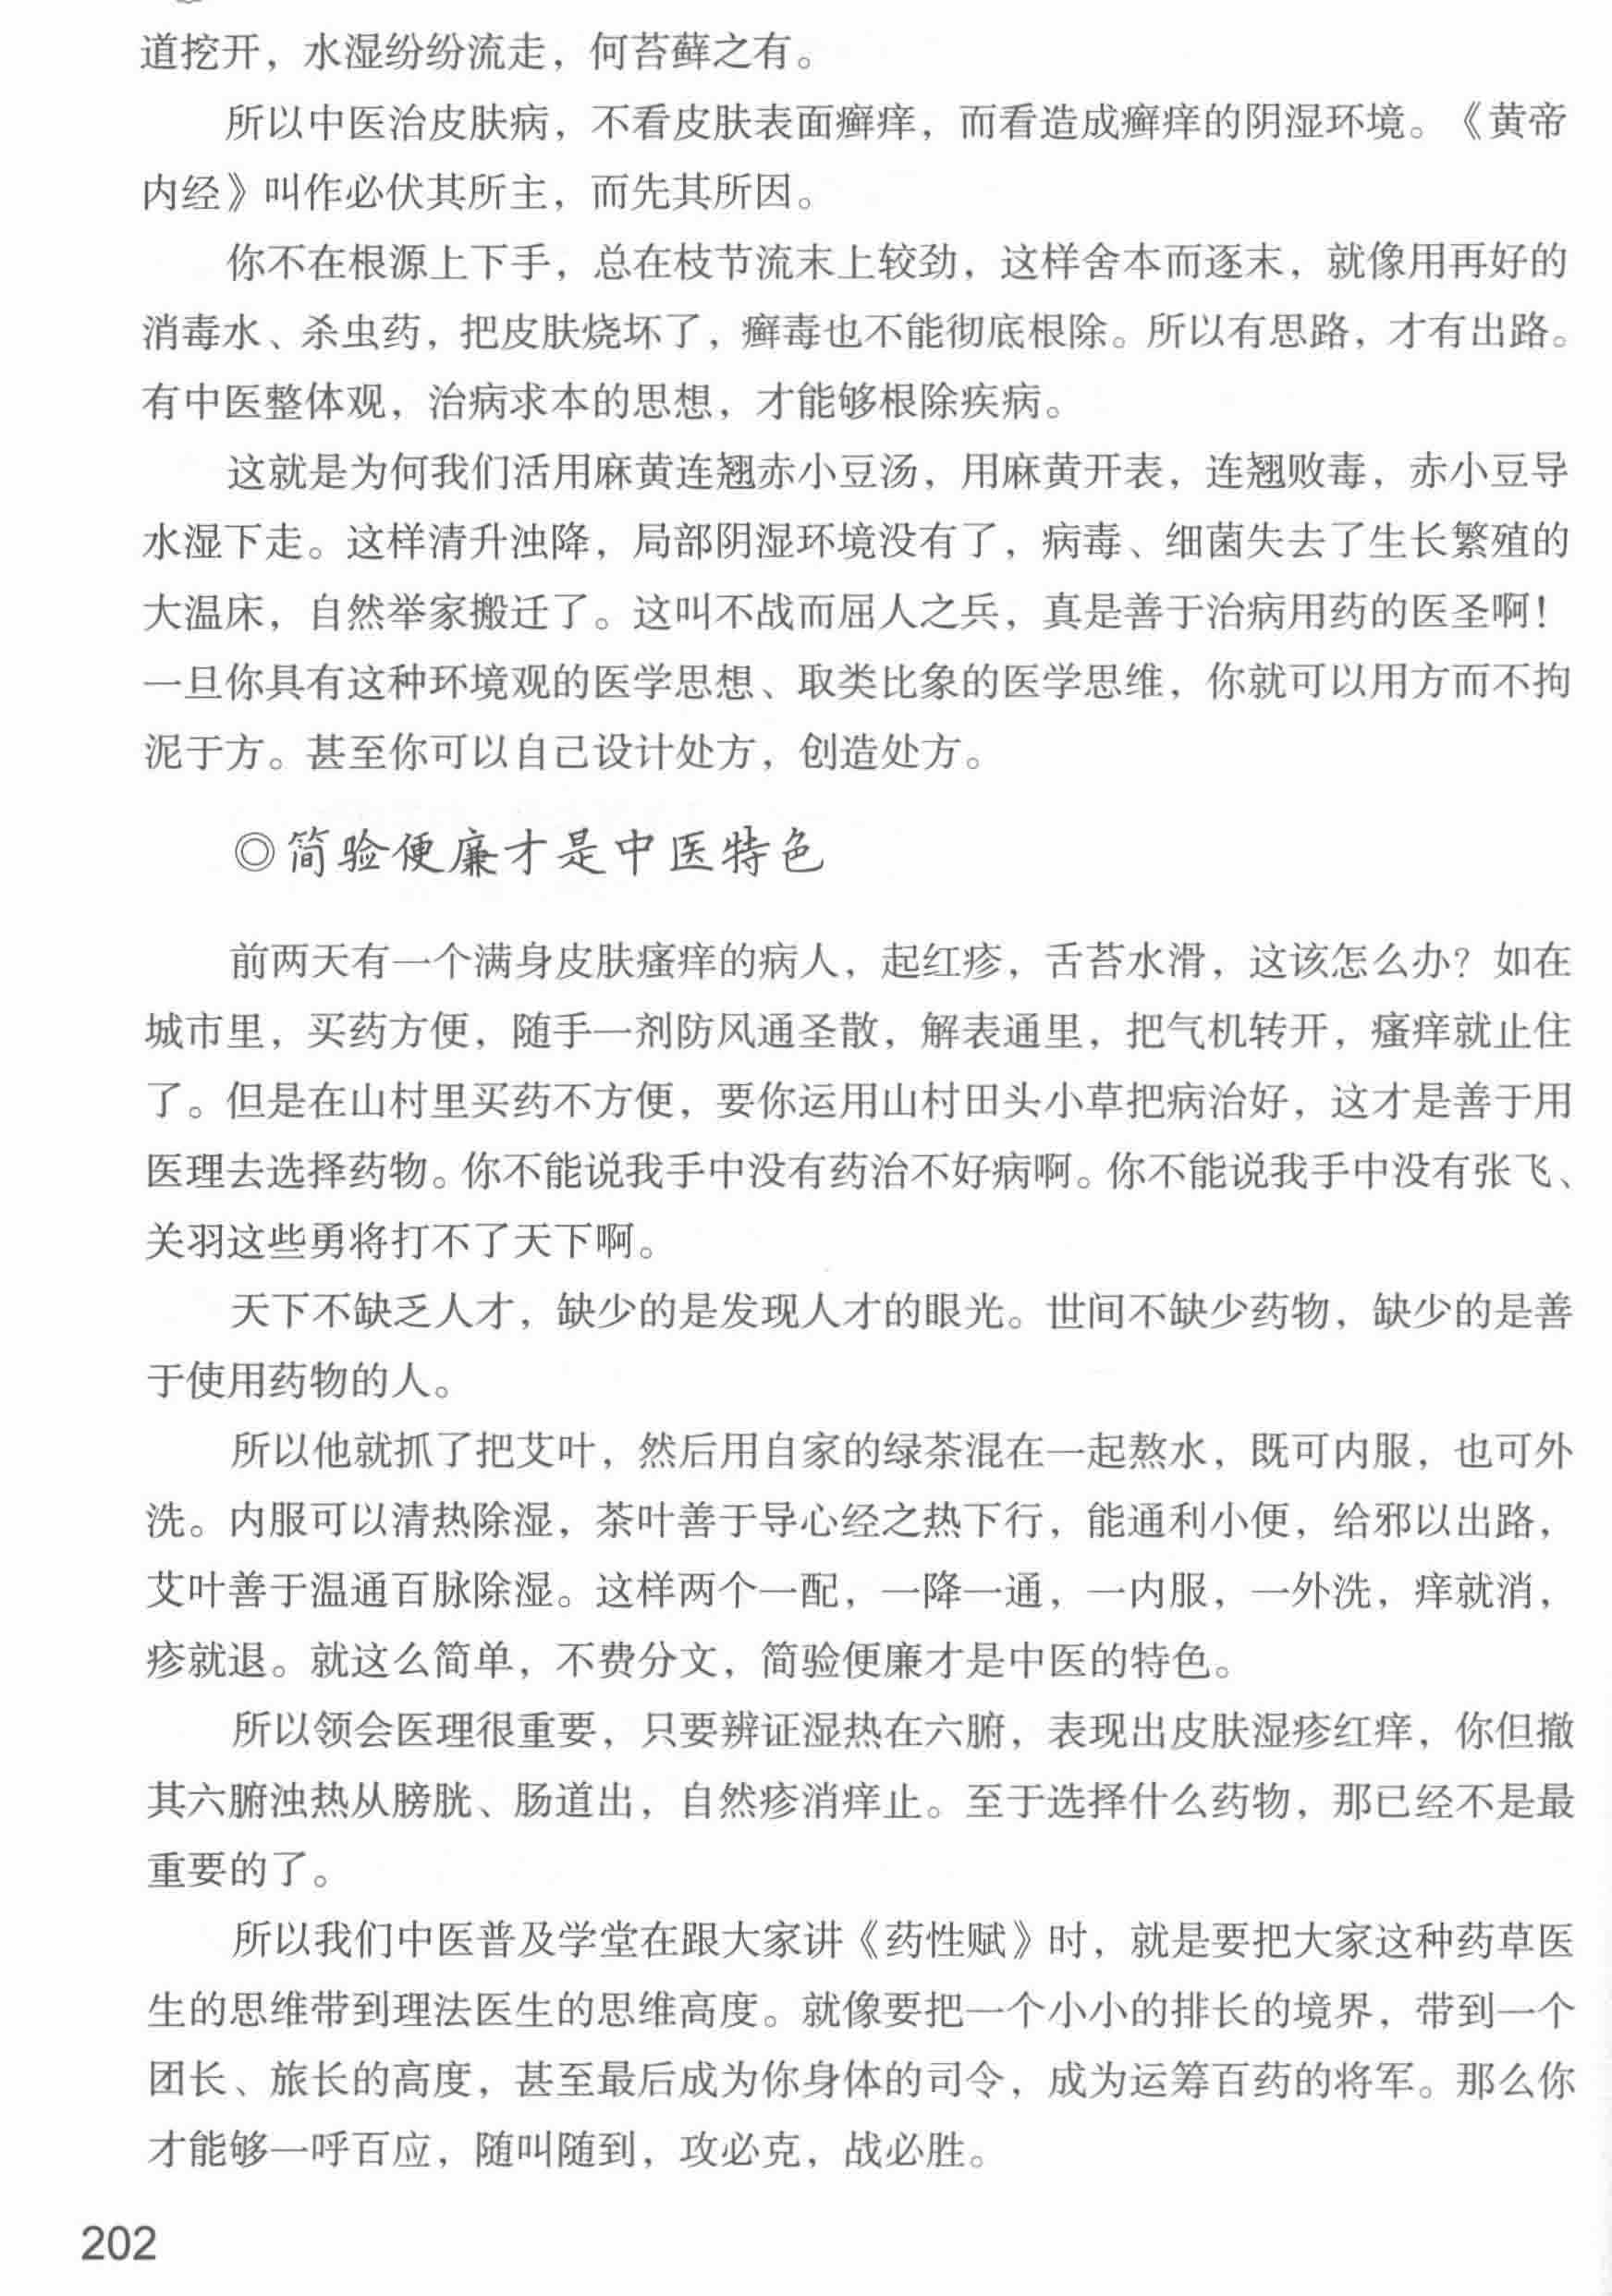 道挖开，水湿纷纷流走，何苔藓之有。
所以中医治皮肤病，不看皮肤表面癣痒，而看造成癣痒的阴湿环境。《黄帝
内经》叫作必伏其所主，而先其所因。
你不在根源上下手，总在枝节流末上较劲，这样舍本而逐末，就像用再好的
消毒水、杀虫药，把皮肤烧坏了，癣毒也不能彻底根除。所以有思路，才有出路。
有中医整体观，治病求本的思想，才能够根除疾病。
这就是为何我们活用麻黄连翘赤小豆汤，用麻黄开表，连翘败毒，赤小豆导
水湿下走。这样清升浊降，局部阴湿环境没有了，病毒、细菌失去了生长繁殖的
大温床，自然举家搬迁了。这叫不战而屈人之兵，真是善于治病用药的医圣啊！
一旦你具有这种环境观的医学思想、取类比象的医学思维，你就可以用方而不拘
泥于方。甚至你可以自己设计处方，创造处方。
◎简验便廉才是中医特色
前两天有一个满身皮肤瘙痒的病人，起红疹，舌苔水滑，这该怎么办？如在
城市里，买药方便，随手一剂防风通圣散，解表通里，把气机转开，瘙痒就止住
了。但是在山村里买药不方便，要你运用山村田头小草把病治好，这才是善于用
医理去选择药物。你不能说我手中没有药治不好病啊。你不能说我手中没有张飞、
关羽这些勇将打不了天下啊。
天下不缺乏人才，缺少的是发现人才的眼光。世间不缺少药物，缺少的是善
于使用药物的人。
所以他就抓了把艾叶，然后用自家的绿茶混在一起熬水，既可内服，也可外
洗。内服可以清热除湿，茶叶善于导心经之热下行，能通利小便，给邪以出路，
艾叶善于温通百脉除湿。这样两个一配，一降一通，一内服，一外洗，痒就消，
疹就退。就这么简单，不费分文，简验便廉才是中医的特色。
所以领会医理很重要，只要辨证湿热在六腑，表现出皮肤湿疹红痒，你但撤
其六腑浊热从膀胱、肠道出，自然疹消痒止。至于选择什么药物，那已经不是最
重要的了。
所以我们中医普及学堂在跟大家讲《药性赋》时，就是要把大家这种药草医
生的思维带到理法医生的思维高度。就像要把一个小小的排长的境界，带到一个
团长、旅长的高度，甚至最后成为你身体的司令，成为运筹百药的将军。那么你
才能够一呼百应，随叫随到，攻必克，战必胜。
202